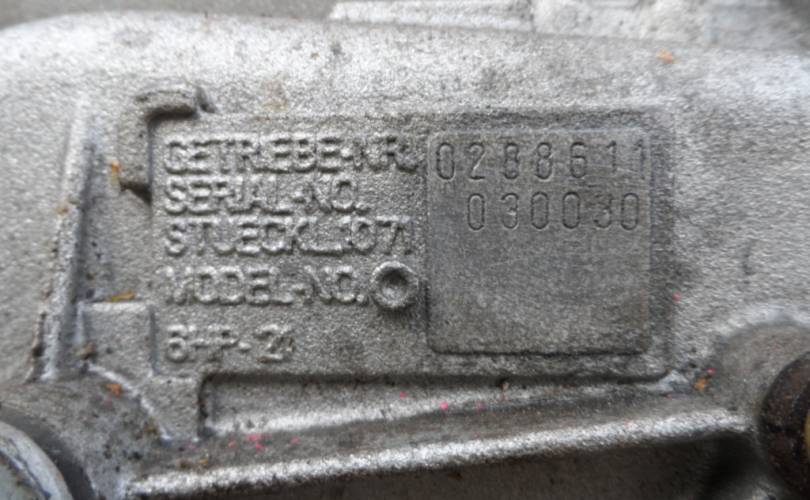 GETRIEBE-NR. 0288611
SERIAL-NO. 030030
STUECKL. 1071
MODEL-NO.
6HP-24